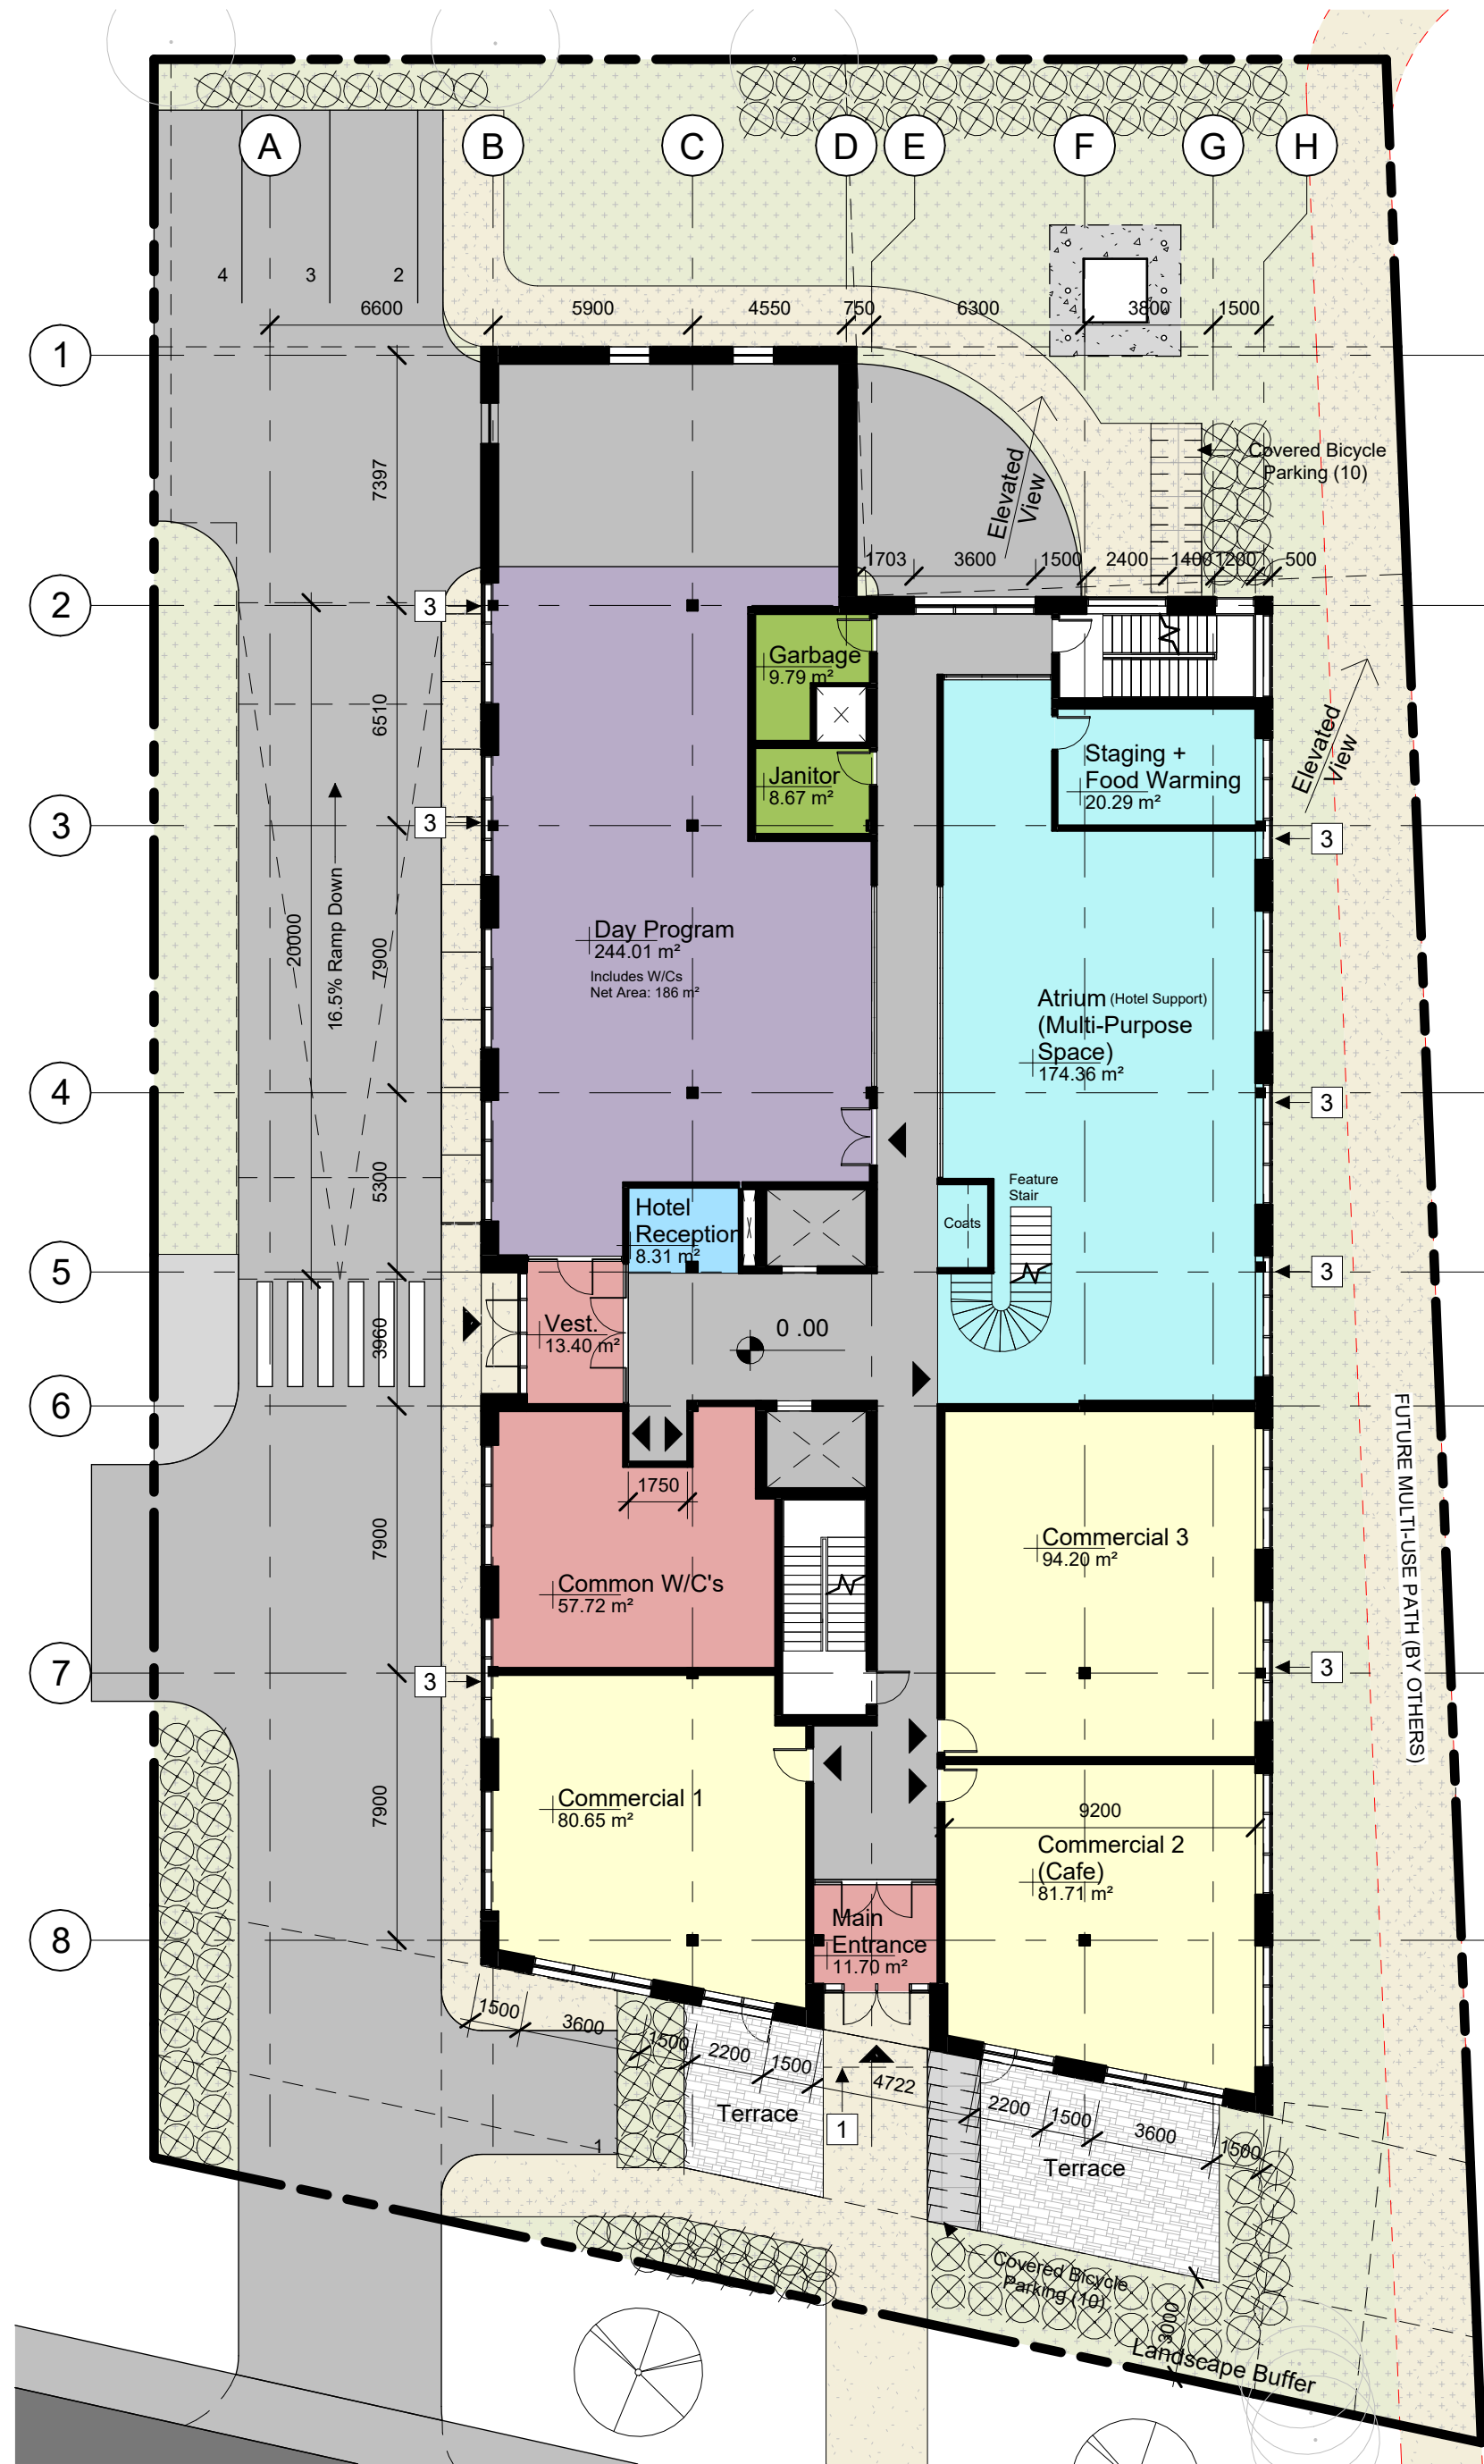 A
B
C
D
E
F
G
H
4
3
2
6600
5900
4550
750
6300
3800
1500
1
7397
Elevated
View
Covered Bicycle
Parking (10)
1703
3600
1500
2400
1400
1200
500
2
3
Garbage
9.79 m²
6510
Janitor
8.67 m²
Staging +
Food Warming
20.29 m²
Elevated
View
3
3
3
20000
16.5% Ramp Down
7900
Day Program
244.01 m²
Includes W/Cs
Net Area: 186 m²
Atrium (Hotel Support)
(Multi-Purpose
Space)
174.36 m²
4
3
5300
Hotel
Reception
8.31 m²
Feature
Stair
Coats
5
3
3960
Vest.
13.40 m²
0 .00
6
1750
7900
Common W/C's
57.72 m²
Commercial 3
94.20 m²
FUTURE MULTI-USE PATH (BY OTHERS)
7
3
3
7900
Commercial 1
80.65 m²
9200
Commercial 2
(Cafe)
81.71 m²
8
Main
Entrance
11.70 m²
1500
3600
1500
2200
1500
4722
2200
1500
3600
1500
Terrace
1
1
Terrace
Covered Bicycle
Parking (10)
3000
Landscape Buffer